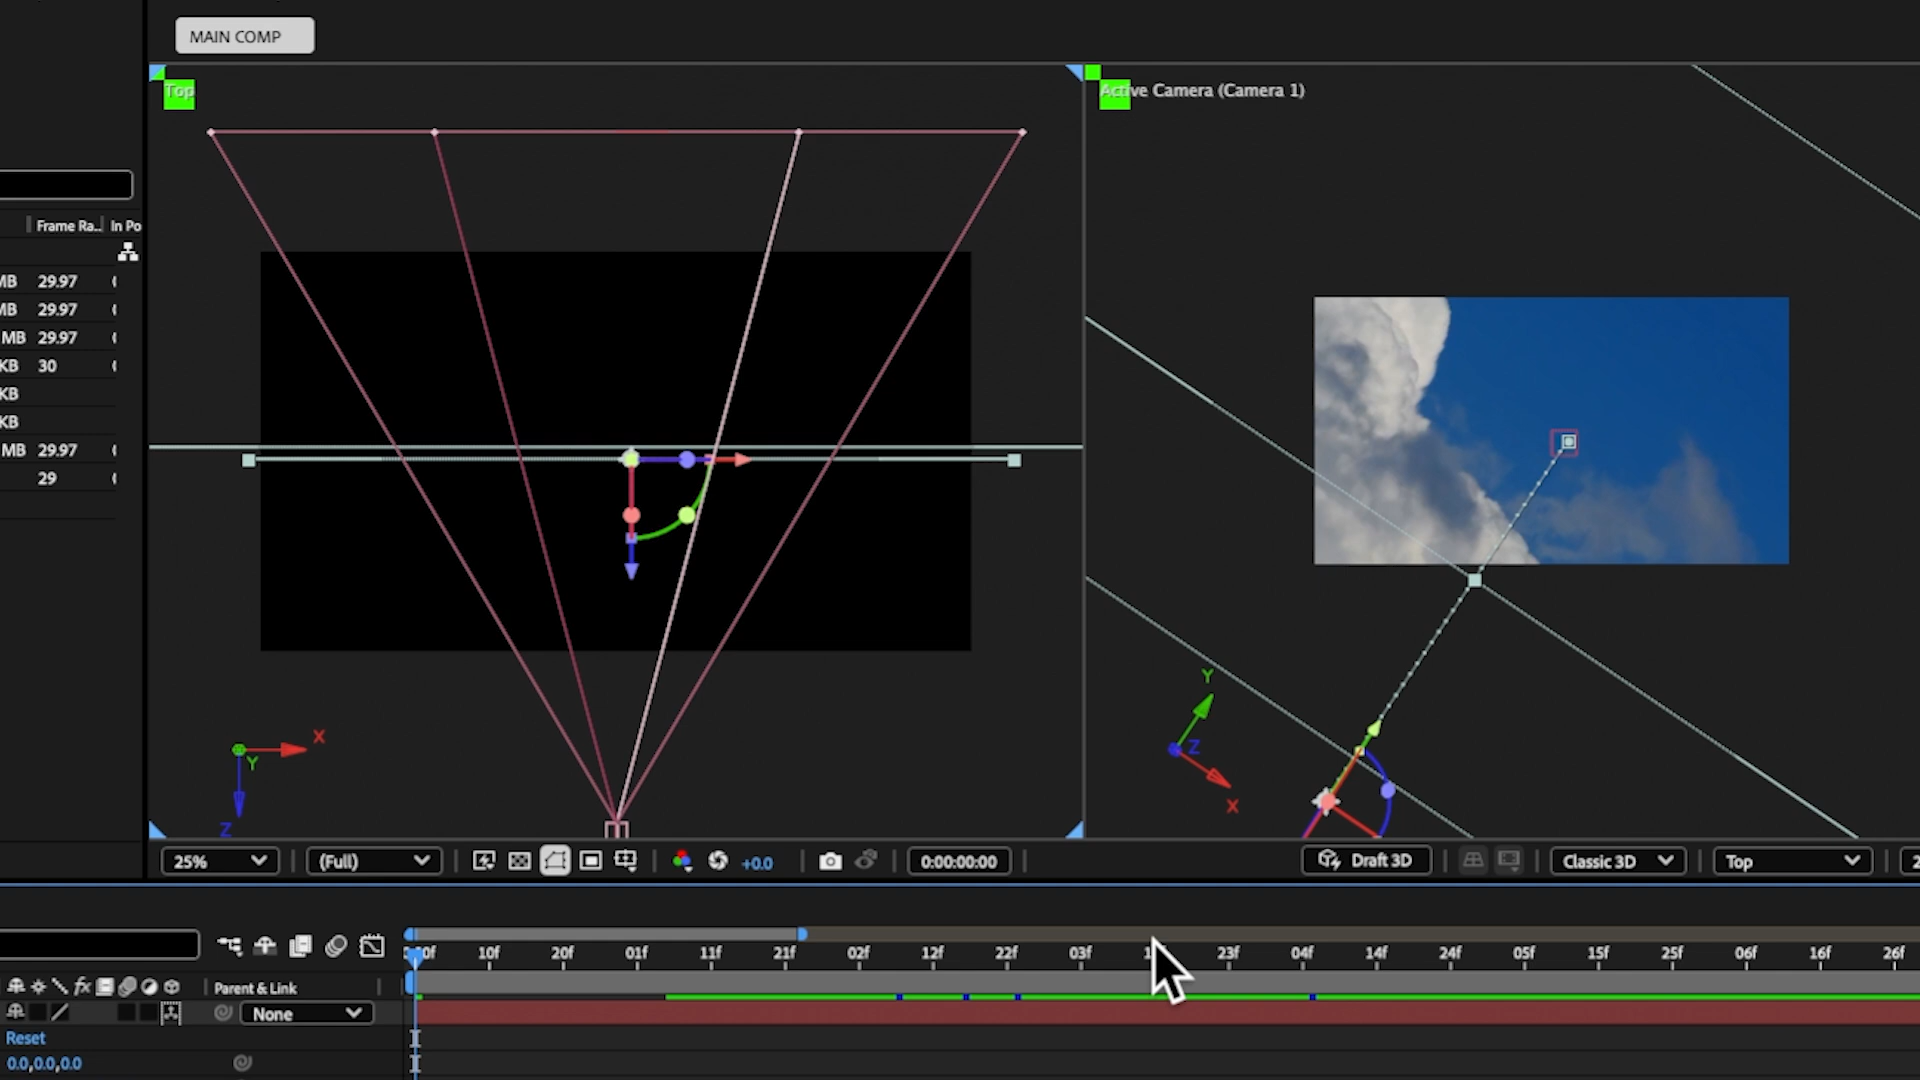 MAIN COMP
Top
Active Camera (Camera 1)
Frame Ra.. In Po
MB 29.97
MB 29.97
MB 29.97
KB 30
KB
KB
MB 29.97
29
X
Y
Z
Y
Z
X
25% (Full) +0.0 0:00:00:00 Draft 3D Classic 3D Top 2
10f 20f 01f 11f 21f 02f 12f 22f 03f 23f 04f 14f 24f 05f 15f 25f 06f 16f 26f
fx Parent & Link
None
Reset
0.0,0.0,0.0